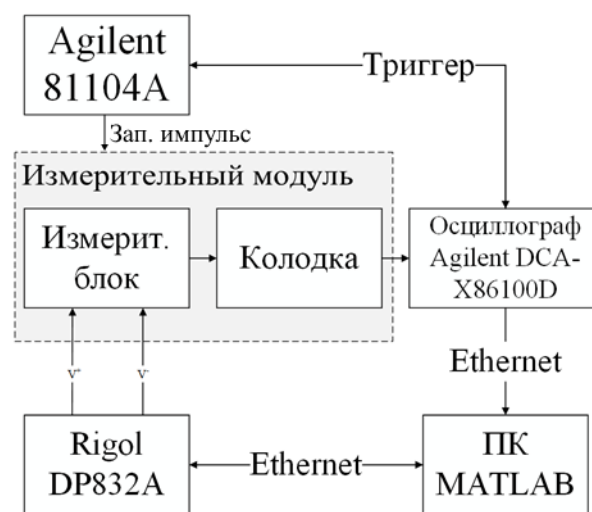 Agilent
81104A
Триггер
Зап. импульс
Измерительный модуль
Измерит.
блок
Колодка
Осциллограф
Agilent DCA-
X86100D
Ethernet
v⁺
v⁻
Rigol
DP832A
Ethernet
ПК
MATLAB